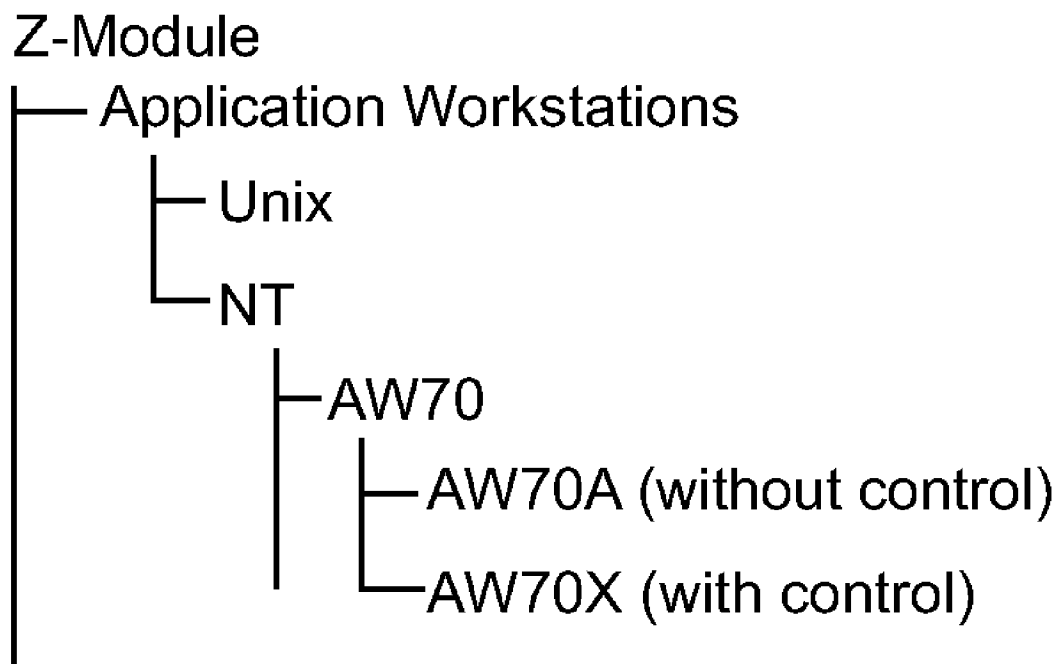 Z-Module
Application Workstations
Unix
NT
AW70
AW70A (without control)
AW70X (with control)